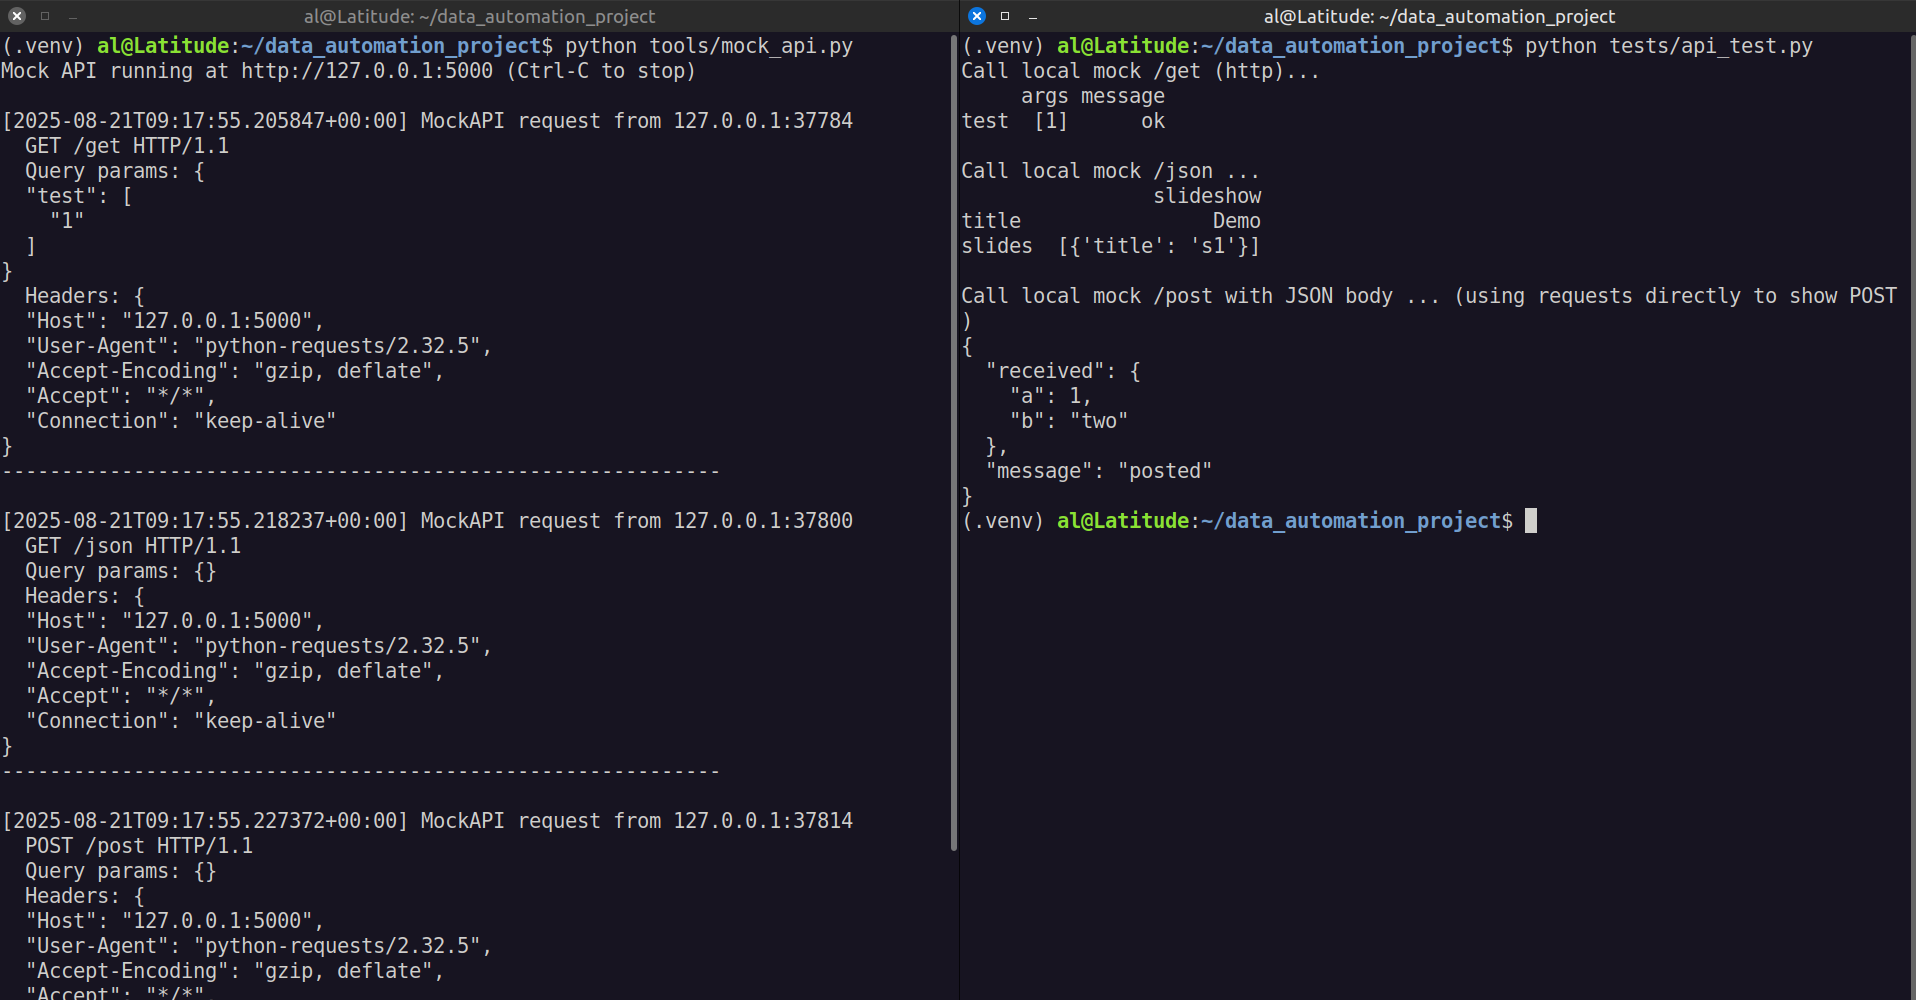 al@Latitude: ~/data_automation_project
(.venv) al@Latitude:~/data_automation_project$ python tools/mock_api.py
Mock API running at http://127.0.0.1:5000 (Ctrl-C to stop)

[2025-08-21T09:17:55.205847+00:00] MockAPI request from 127.0.0.1:37784
  GET /get HTTP/1.1
  Query params: {
  "test": [
    "1"
  ]
}
  Headers: {
  "Host": "127.0.0.1:5000",
  "User-Agent": "python-requests/2.32.5",
  "Accept-Encoding": "gzip, deflate",
  "Accept": "*/*",
  "Connection": "keep-alive"
}
------------------------------------------------------------

[2025-08-21T09:17:55.218237+00:00] MockAPI request from 127.0.0.1:37800
  GET /json HTTP/1.1
  Query params: {}
  Headers: {
  "Host": "127.0.0.1:5000",
  "User-Agent": "python-requests/2.32.5",
  "Accept-Encoding": "gzip, deflate",
  "Accept": "*/*",
  "Connection": "keep-alive"
}
------------------------------------------------------------

[2025-08-21T09:17:55.227372+00:00] MockAPI request from 127.0.0.1:37814
  POST /post HTTP/1.1
  Query params: {}
  Headers: {
  "Host": "127.0.0.1:5000",
  "User-Agent": "python-requests/2.32.5",
  "Accept-Encoding": "gzip, deflate",
  "Accept": "*/*",
al@Latitude: ~/data_automation_project
(.venv) al@Latitude:~/data_automation_project$ python tests/api_test.py
Call local mock /get (http)...
     args message
test  [1]      ok

Call local mock /json ...
                slideshow
title                Demo
slides  [{'title': 's1'}]

Call local mock /post with JSON body ... (using requests directly to show POST
)
{
  "received": {
    "a": 1,
    "b": "two"
  },
  "message": "posted"
}
(.venv) al@Latitude:~/data_automation_project$